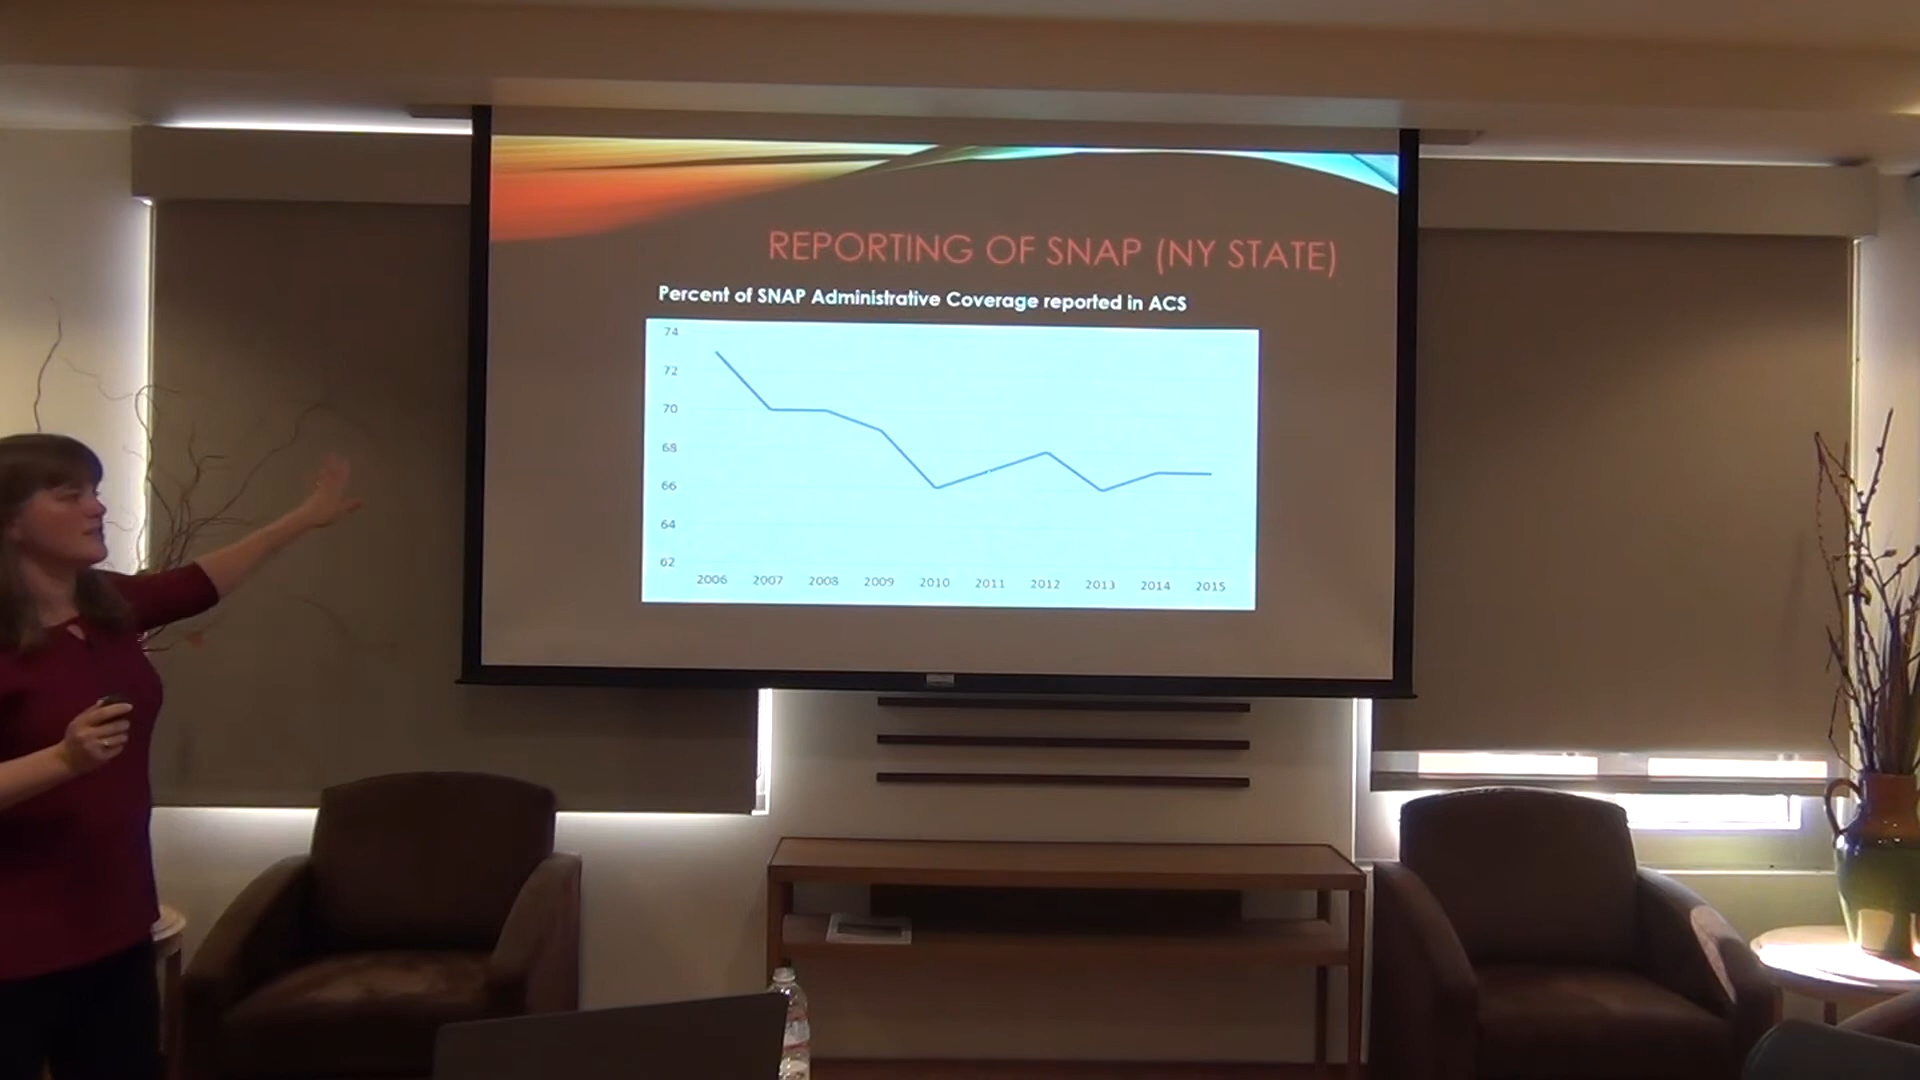 REPORTING OF SNAP (NY STATE)
Percent of SNAP Administrative Coverage reported in ACS
74
72
70
68
66
64
62
2006 2007 2008 2009 2010 2011 2012 2013 2014 2015